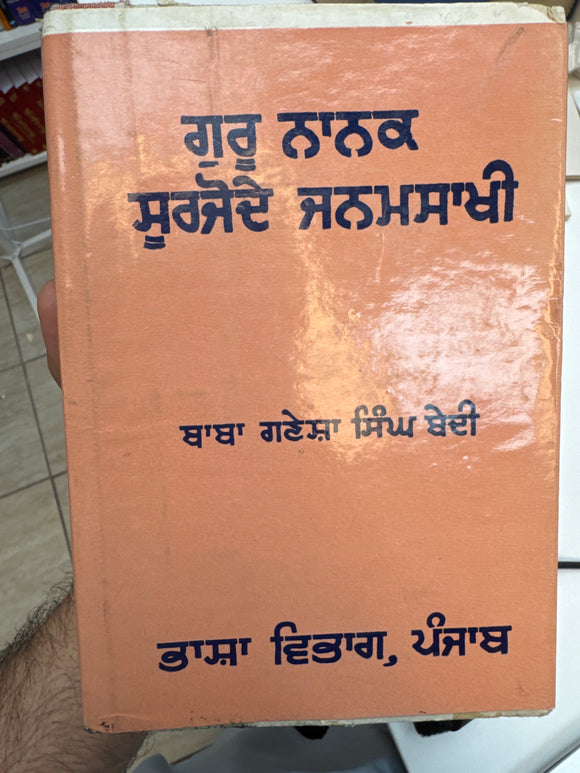 ਗੁਰੂ ਨਾਨਕ
ਸੂਰਜੋਦੇ ਜਨਮਸਾਖੀ
ਬਾਬਾ ਗਣੇਸ਼ਾ ਸਿੰਘ ਬੇਦੀ
ਭਾਸ਼ਾ ਵਿਭਾਗ, ਪੰਜਾਬ